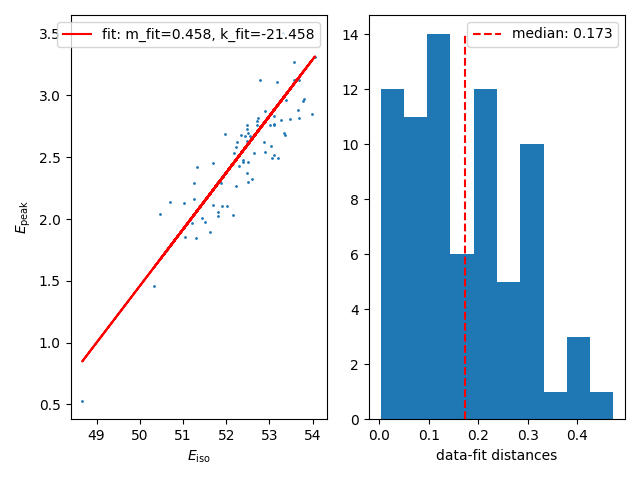 fit: m_fit=0.458, k_fit=-21.458
3.5
3.0
2.5
2.0
1.5
1.0
0.5
E_peak
49 50 51 52 53 54
E_iso
median: 0.173
14
12
10
8
6
4
2
0
0.0 0.1 0.2 0.3 0.4
data-fit distances